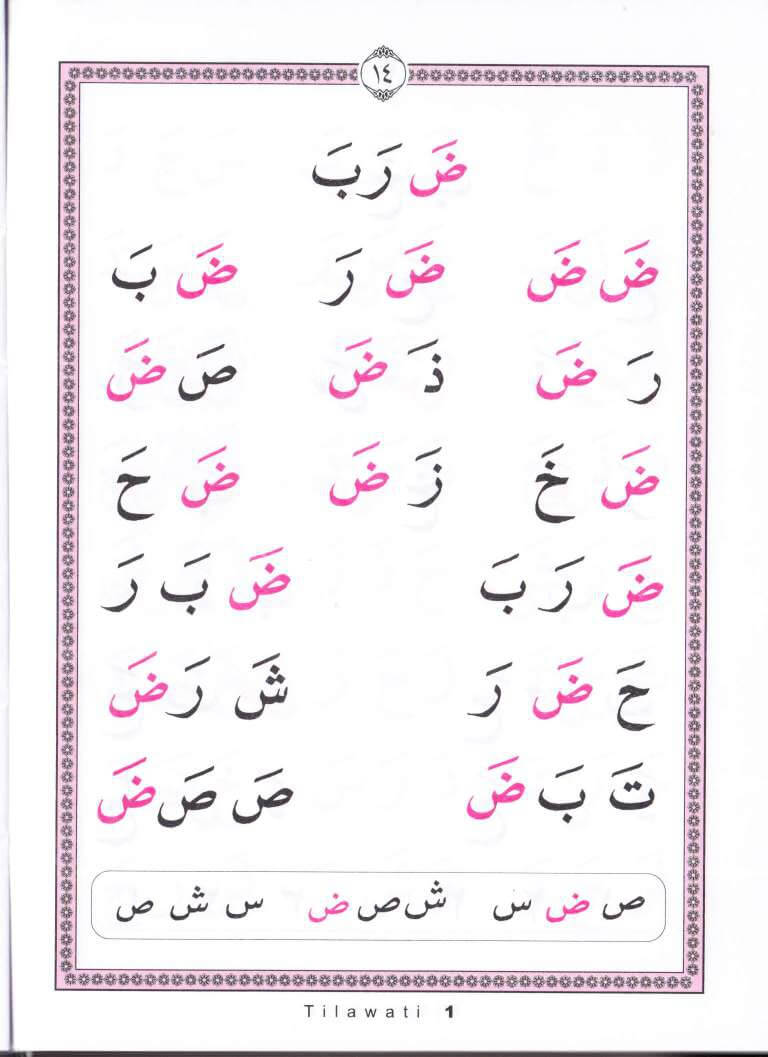 ١٤
ضَ رَ بَ
ضَ ضَ ضَ رَ ضَ بَ
رَ ضَ ذَ ضَ صَ ضَ
ضَ خَ زَ ضَ ضَ حَ
ضَ رَ بَ ضَ بَ رَ
حَ ضَ رَ شَ رَ ضَ
تَ بَ ضَ صَ صَ ضَ
ص ض س ش ص ض س ش ص
Tilawati 1